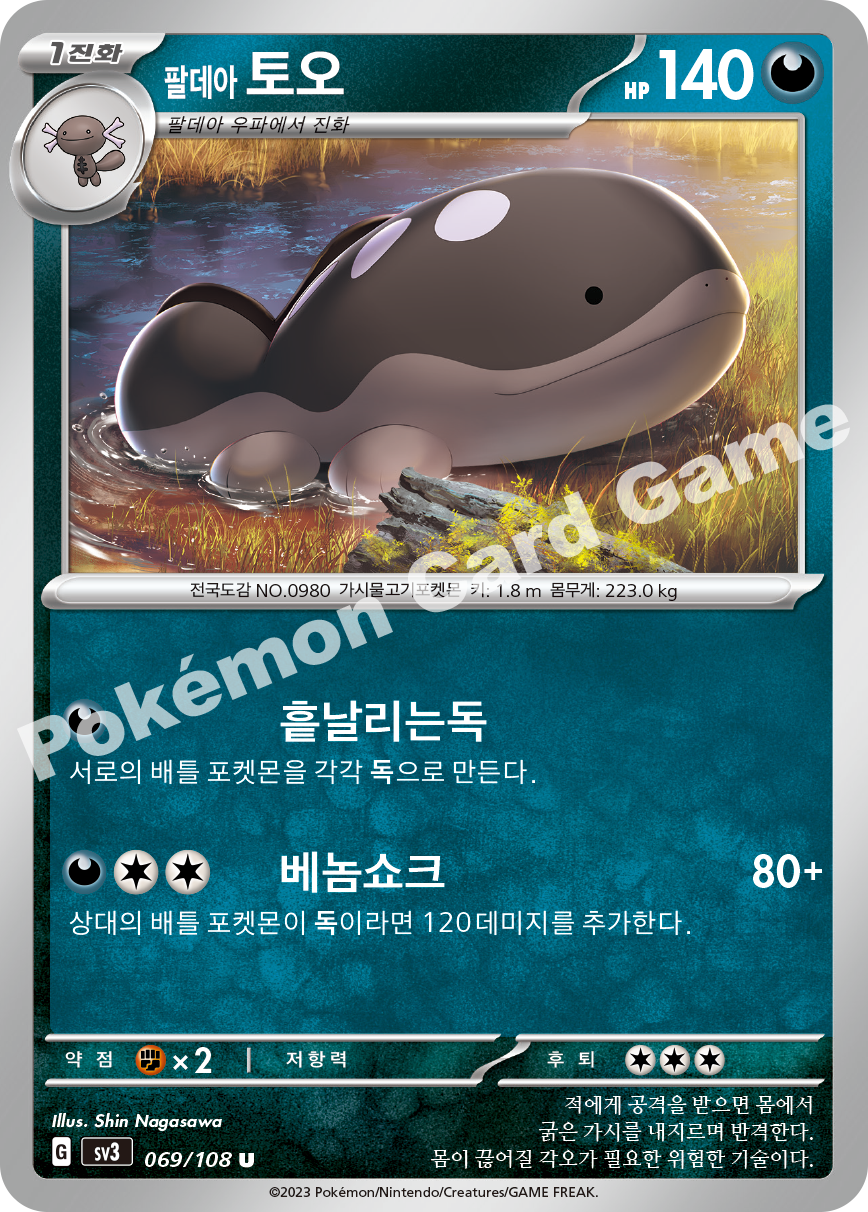 1진화
팔데아 토오
HP 140
팔데아 우파에서 진화
전국도감 NO.0980 가시물고기포켓몬 키: 1.8 m 몸무게: 223.0 kg
Pokémon Card Game
흩날리는독
서로의 배틀 포켓몬을 각각 독으로 만든다.
베놈쇼크 80+
상대의 배틀 포켓몬이 독이라면 120데미지를 추가한다.
약 점 ×2 저항력 후 퇴
Illus. Shin Nagasawa
적에게 공격을 받으면 몸에서
굵은 가시를 내지르며 반격한다.
몸이 끊어질 각오가 필요한 위험한 기술이다.
G sv3 069/108 U
©2023 Pokémon/Nintendo/Creatures/GAME FREAK.